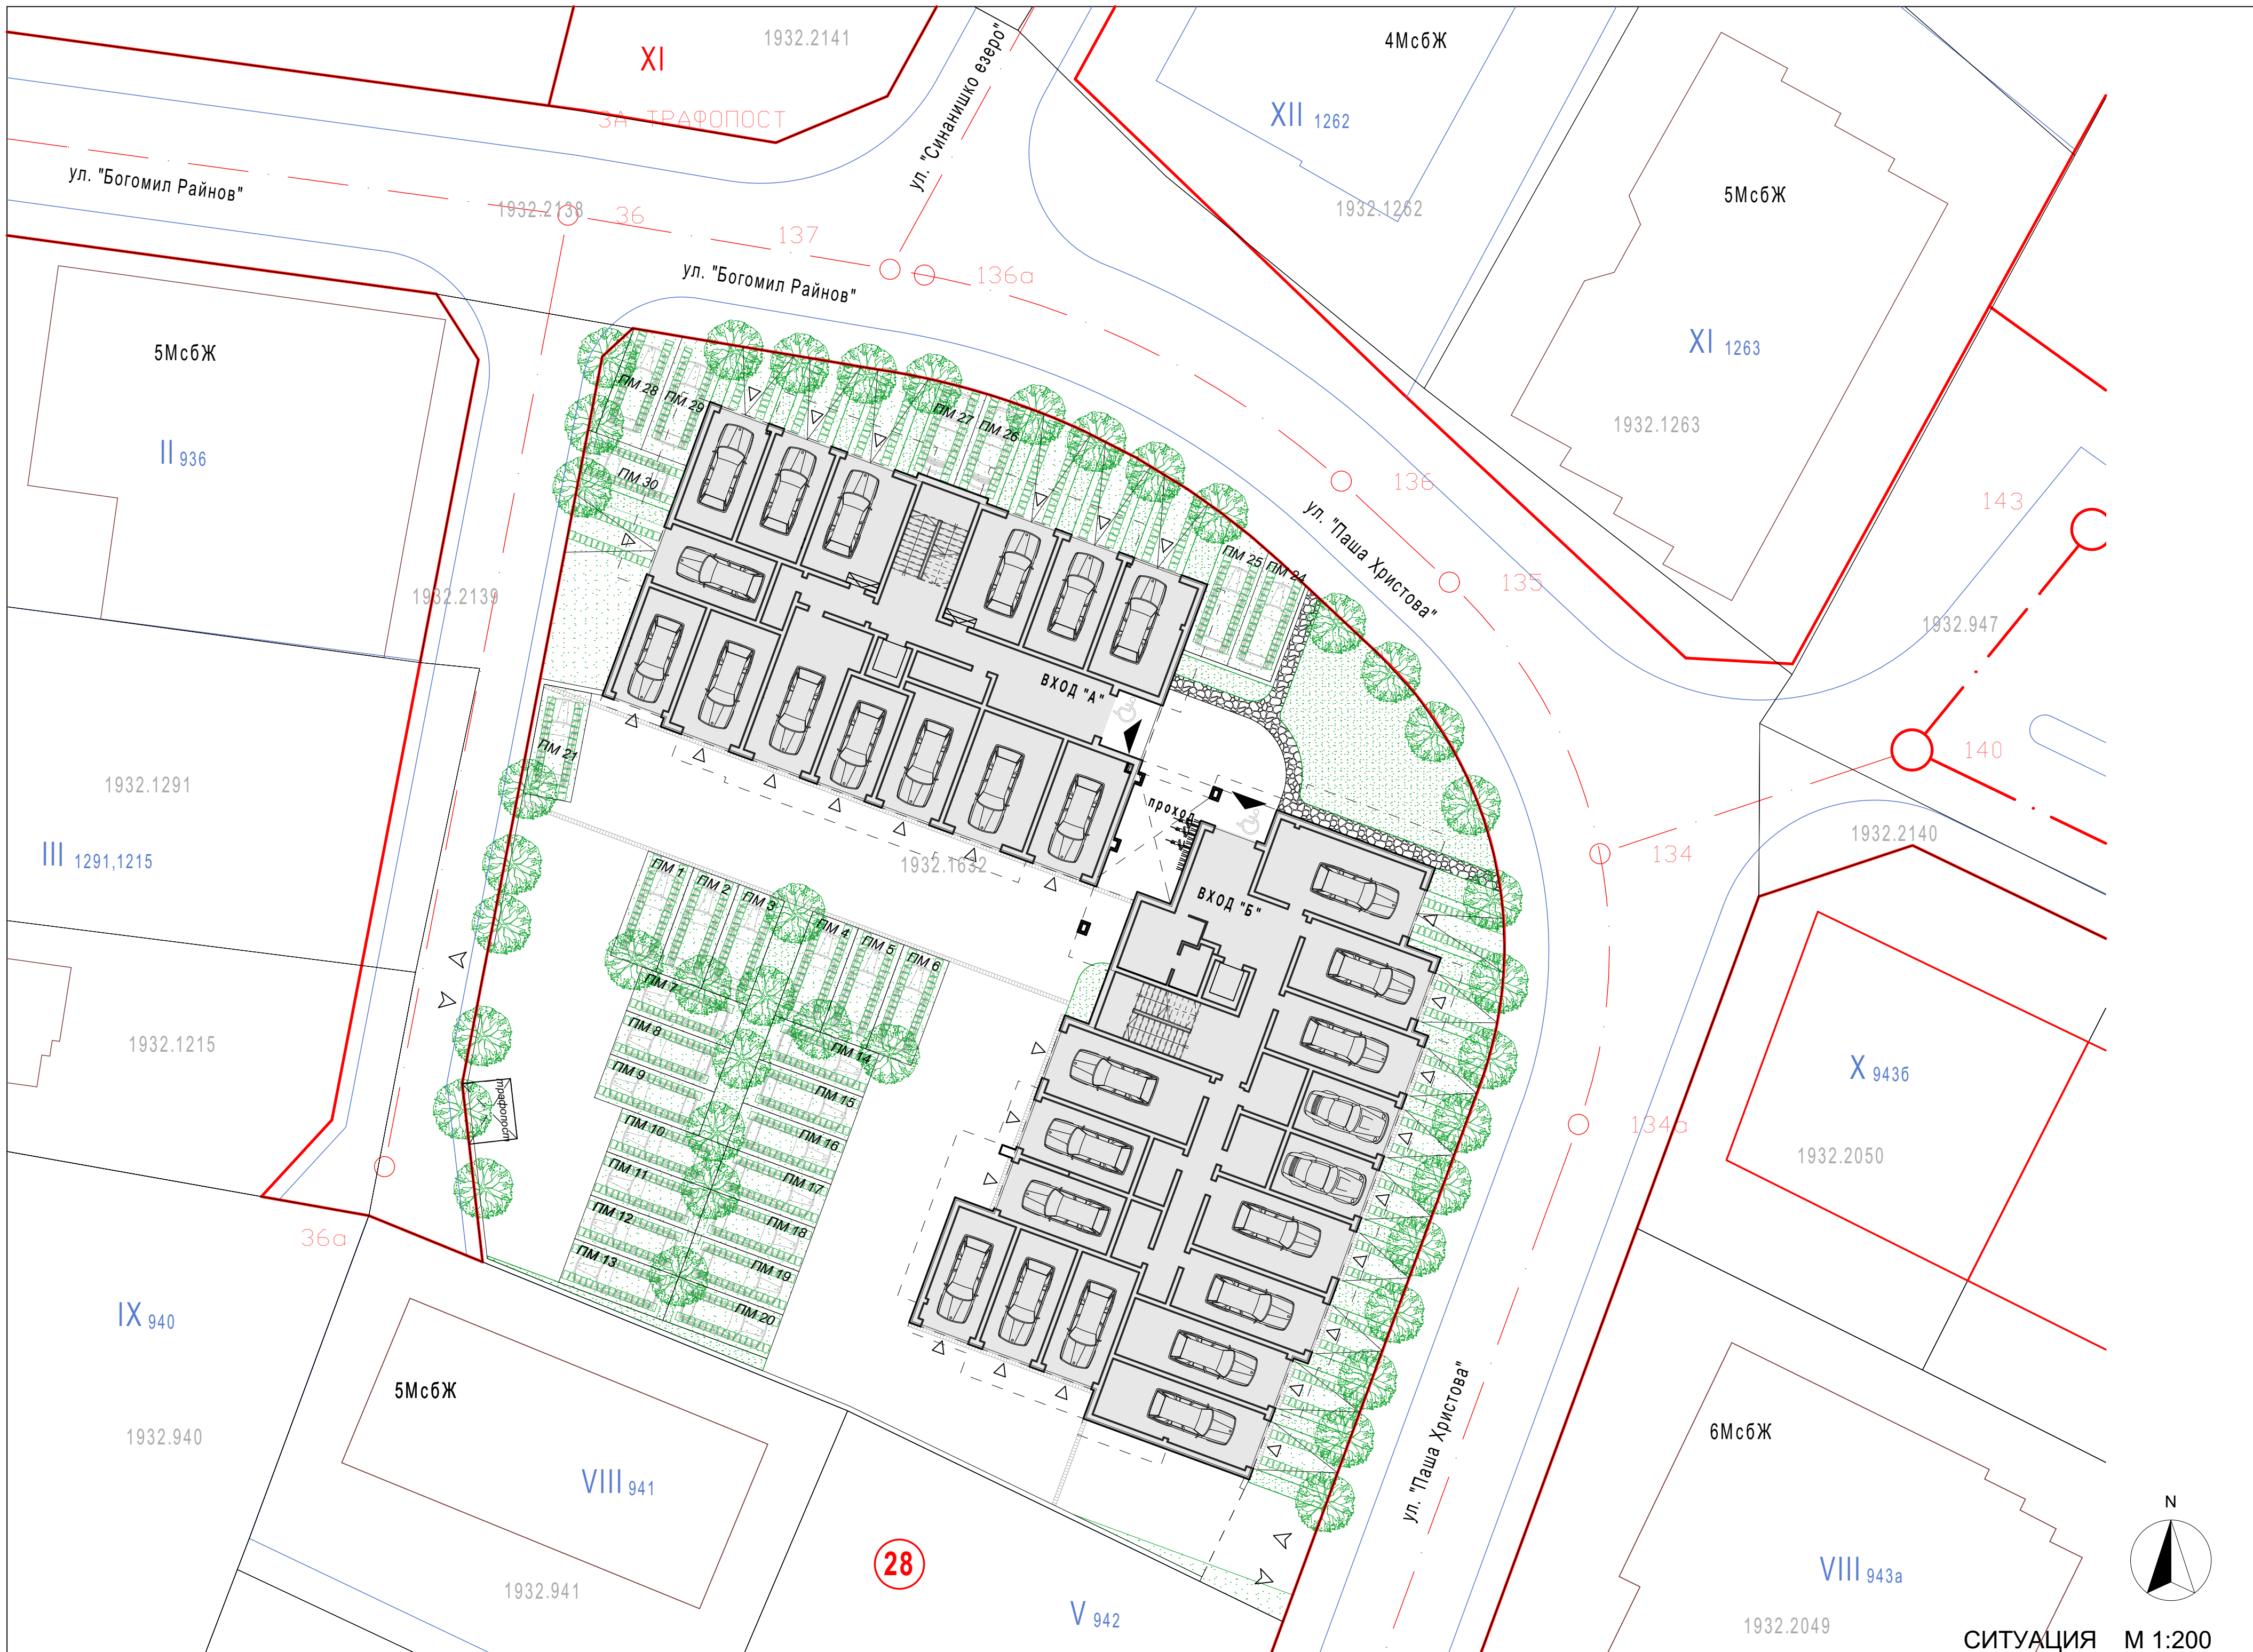 1932.2141
XI
ЗА ТРАФОПОСТ
ул. "Синанишко езеро"
4МсбЖ
XII 1262
1932.1262
5МсбЖ
XI 1263
1932.1263
ул. "Богомил Райнов"
1932.2138
36
137
ул. "Богомил Райнов"
136а
5МсбЖ
II 936
1932.2139
ПМ 28
ПМ 29
ПМ 30
ПМ 27
ПМ 26
ПМ 25
ПМ 24
136
ул. "Паша Христова"
135
143
1932.947
140
1932.2140
134
ВХОД "А"
проход
ВХОД "Б"
1932.1652
ПМ 21
1932.1291
III 1291,1215
1932.1215
ПМ 1
ПМ 2
ПМ 3
ПМ 4
ПМ 5
ПМ 6
ПМ 7
ПМ 8
ПМ 9
ПМ 10
ПМ 11
ПМ 12
ПМ 13
ПМ 14
ПМ 15
ПМ 16
ПМ 17
ПМ 18
ПМ 19
ПМ 20
трафопост
36а
X 943б
1932.2050
134а
IX 940
1932.940
5МсбЖ
VIII 941
1932.941
28
V 942
ул. "Паша Христова"
6МсбЖ
VIII 943а
1932.2049
N
СИТУАЦИЯ М 1:200